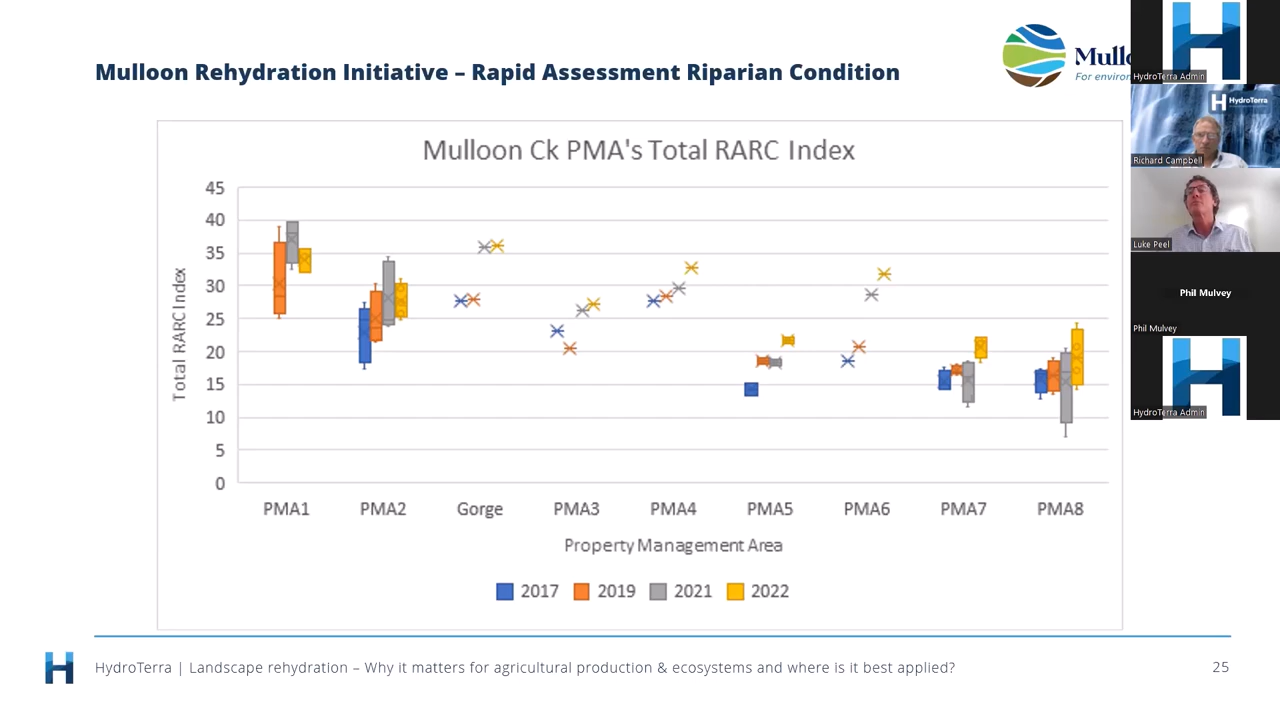 Mulloon Rehydration Initiative – Rapid Assessment Riparian Condition
For environ
HydroTerra Admin
HydroTerra
Richard Campbell
Luke Peel
Phil Mulvey
Phil Mulvey
HydroTerra Admin
Mulloon Ck PMA's Total RARC Index
Total RARC Index
45
40
35
30
25
20
15
10
5
0
PMA1 PMA2 Gorge PMA3 PMA4 PMA5 PMA6 PMA7 PMA8
Property Management Area
2017 2019 2021 2022
HydroTerra | Landscape rehydration – Why it matters for agricultural production & ecosystems and where is it best applied?
25